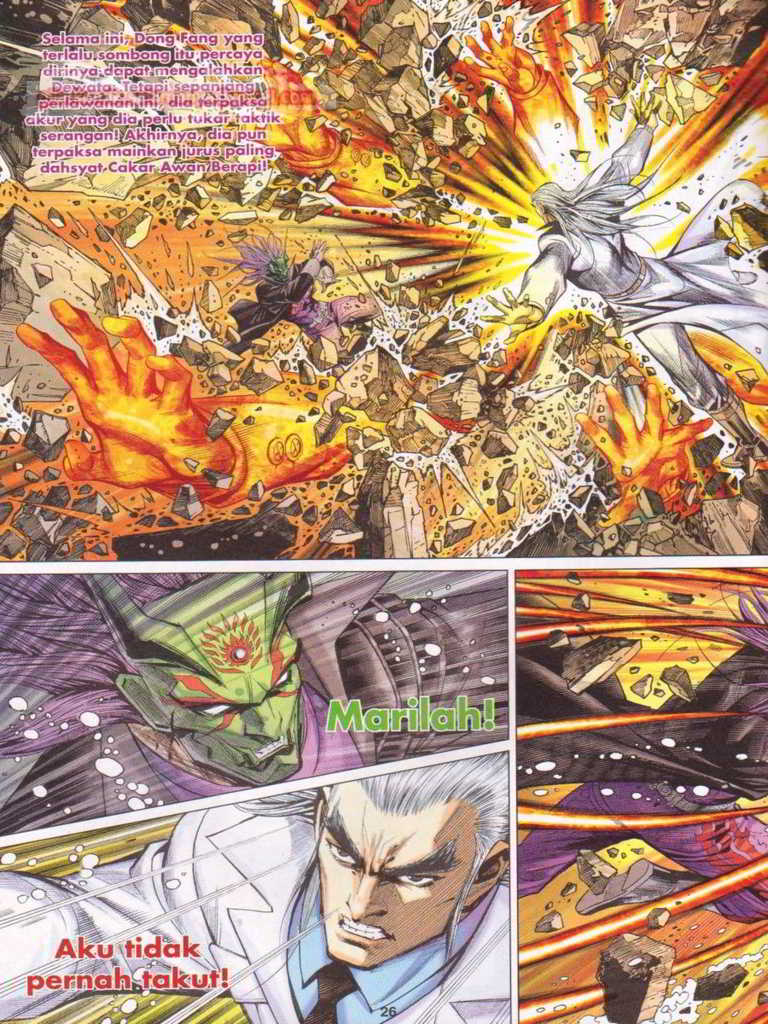 Selama ini, Dong Fang yang
terlalu sombong itu percaya
dirinya dapat mengalahkan
Dewata. Tetapi sepanjang
perlawanan ini, dia terpaksa
akur yang dia perlu tukar taktik
serangan! Akhirnya, dia pun
terpaksa mainkan jurus paling
dahsyat Cakar Awan Berapi!
Marilah!
Aku tidak
pernah takut!
26